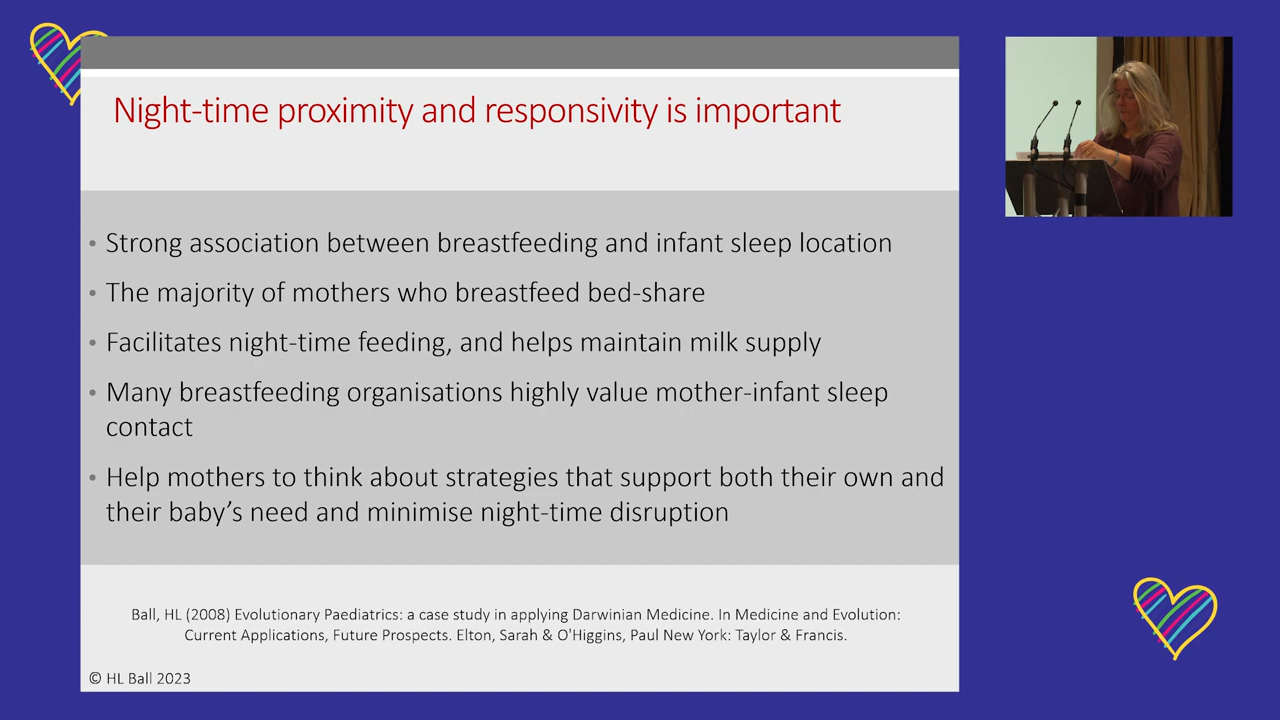 Night-time proximity and responsivity is important
• Strong association between breastfeeding and infant sleep location
• The majority of mothers who breastfeed bed-share
• Facilitates night-time feeding, and helps maintain milk supply
• Many breastfeeding organisations highly value mother-infant sleep
contact
• Help mothers to think about strategies that support both their own and
their baby’s need and minimise night-time disruption
Ball, HL (2008) Evolutionary Paediatrics: a case study in applying Darwinian Medicine. In Medicine and Evolution:
Current Applications, Future Prospects. Elton, Sarah & O'Higgins, Paul New York: Taylor & Francis.
© HL Ball 2023